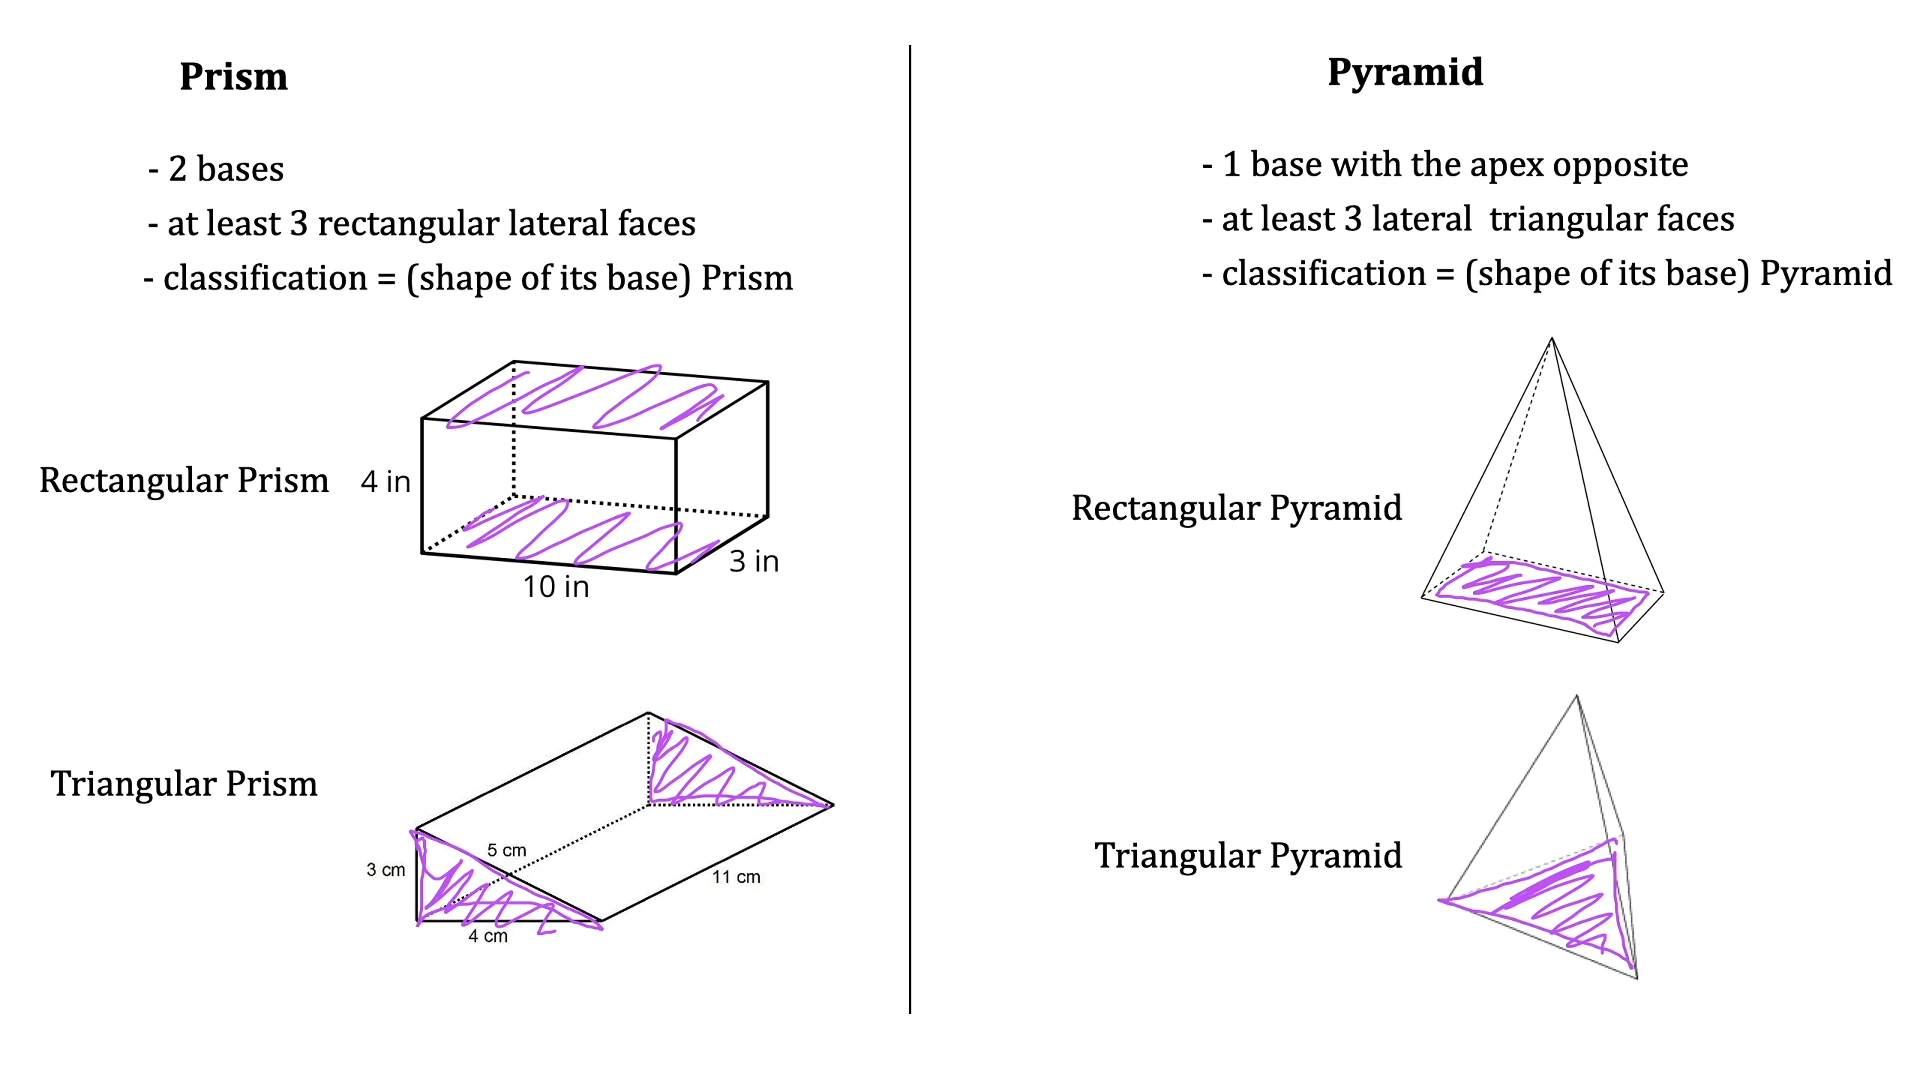 Prism
- 2 bases
- at least 3 rectangular lateral faces
- classification = (shape of its base) Prism
Rectangular Prism
4 in
10 in
3 in
Triangular Prism
3 cm
5 cm
4 cm
11 cm
Pyramid
- 1 base with the apex opposite
- at least 3 lateral  triangular faces
- classification = (shape of its base) Pyramid
Rectangular Pyramid
Triangular Pyramid